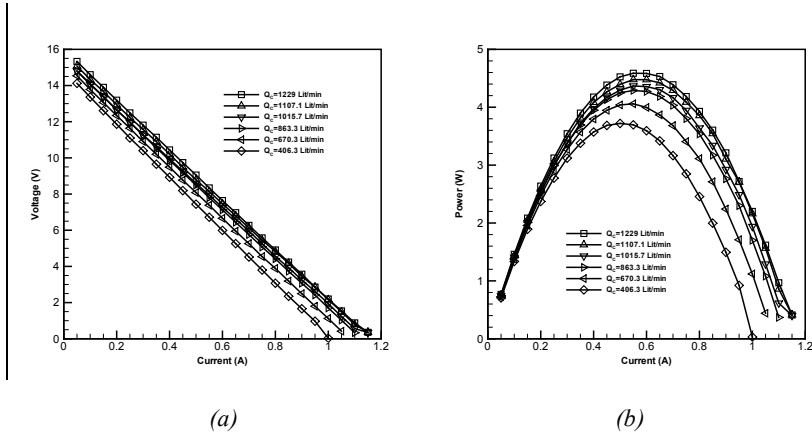 16
14
12
10
8
6
4
2
0
Voltage (V)
0
0.2
0.4
0.6
0.8
1
1.2
Current (A)
Q_C=1229 Lit/min
Q_C=1107.1 Lit/min
Q_C=1015.7 Lit/min
Q_C=863.3 Lit/min
Q_C=670.3 Lit/min
Q_C=406.3 Lit/min
(a)
5
4
3
2
1
0
Power (W)
0
0.2
0.4
0.6
0.8
1
1.2
Current (A)
Q_C=1229 Lit/min
Q_C=1107.1 Lit/min
Q_C=1015.7 Lit/min
Q_C=863.3 Lit/min
Q_C=670.3 Lit/min
Q_C=406.3 Lit/min
(b)